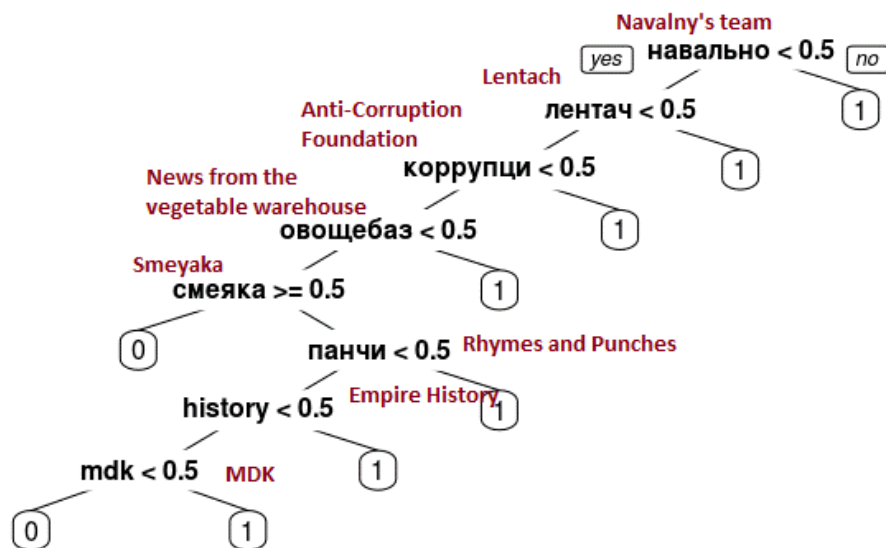 Navalny's team
yes навально < 0.5 no
Lentach
лентач < 0.5
1
Anti-Corruption
Foundation
коррупци < 0.5
1
News from the
vegetable warehouse
овощебаз < 0.5
1
Smeyaka
смеяка >= 0.5
1
0
панчи < 0.5 Rhymes and Punches
history < 0.5 Empire History
1
mdk < 0.5 MDK
1
0
1